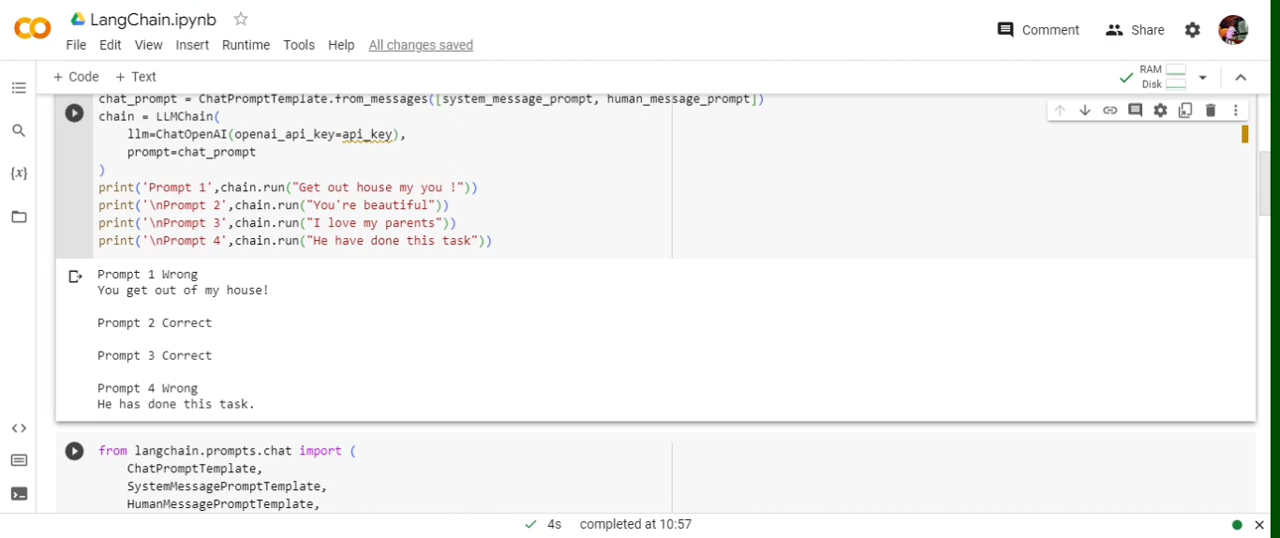 LangChain.ipynb
File Edit View Insert Runtime Tools Help All changes saved
Comment Share
+ Code + Text
RAM
Disk
chat_prompt = ChatPromptTemplate.from_messages([system_message_prompt, human_message_prompt])
chain = LLMChain(
    llm=ChatOpenAI(openai_api_key=api_key),
    prompt=chat_prompt
)
print('Prompt 1',chain.run("Get out house my you !"))
print('\nPrompt 2',chain.run("You're beautiful"))
print('\nPrompt 3',chain.run("I love my parents"))
print('\nPrompt 4',chain.run("He have done this task"))
Prompt 1 Wrong
You get out of my house!
Prompt 2 Correct
Prompt 3 Correct
Prompt 4 Wrong
He has done this task.
from langchain.prompts.chat import (
    ChatPromptTemplate,
    SystemMessagePromptTemplate,
    HumanMessagePromptTemplate,
4s completed at 10:57